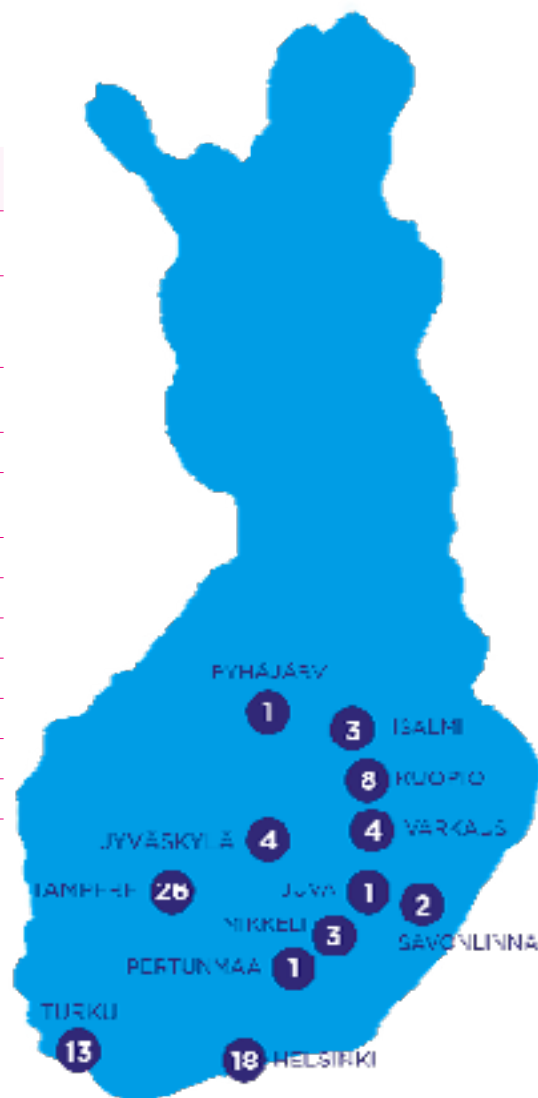 PYHÄJÄRVI
1
3
IISALMI
8
KUOPIO
4
VARKAUS
JYVÄSKYLÄ
4
TAMPERE
26
JUVA
1
2
SAVONLINNA
MIKKELI
3
PERTUNMAA
1
TURKU
13
18
HELSINKI